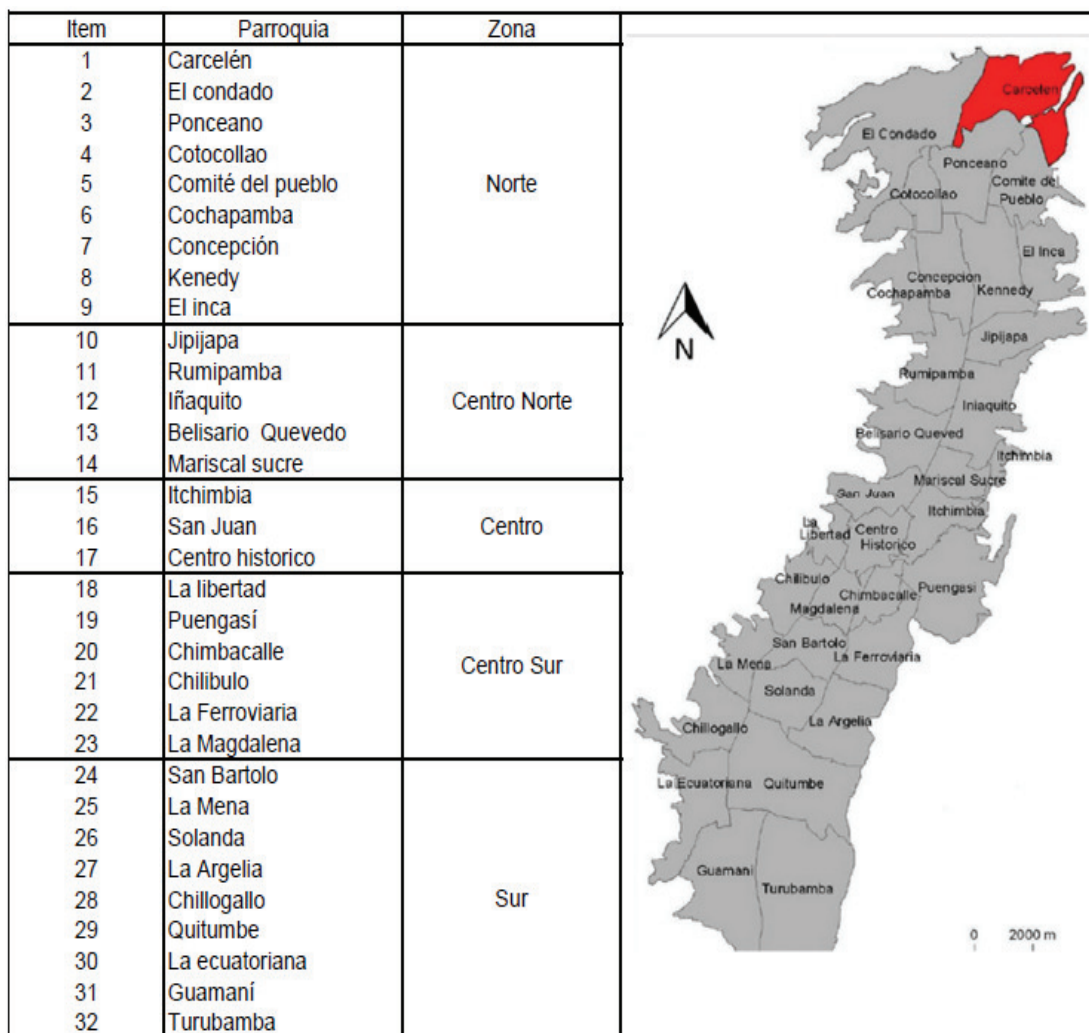 Item Parroquia Zona
1 Carcelén
2 El condado
3 Ponceano
4 Cotocollao
5 Comité del pueblo Norte
6 Cochapamba
7 Concepción
8 Kenedy
9 El inca
10 Jipijapa
11 Rumipamba
12 Iñaquito Centro Norte
13 Belisario Quevedo
14 Mariscal sucre
15 Itchimbia
16 San Juan Centro
17 Centro historico
18 La libertad
19 Puengasí
20 Chimbacalle Centro Sur
21 Chilibulo
22 La Ferroviaria
23 La Magdalena
24 San Bartolo
25 La Mena
26 Solanda
27 La Argelia
28 Chillogallo Sur
29 Quitumbe
30 La ecuatoriana
31 Guamaní
32 Turubamba
Carcelen
El Condado
Ponceano
Comite del
Pueblo
Cotocollao
El Inca
Concepcion
Cochapamba
Kennedy
N
Jipijapa
Rumipamba
Iniaquito
Belisario Queved
Itchimbia
Mariscal Sucre
San Juan
Itchimbia
La
Libertad
Centro
Historico
Chilibulo
Chimbacalle
Puengasi
Magdalena
San Bartolo
La Ferroviaria
La Mena
Solanda
La Argelia
Chillogallo
La Ecuatoriana
Quitumbe
Guamani
Turubamba
0 2000 m